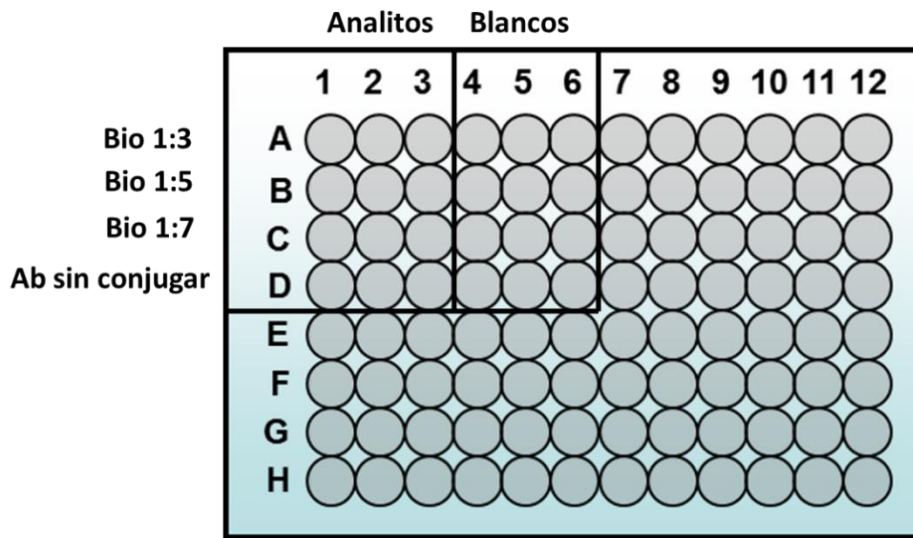 Analitos Blancos
1 2 3 4 5 6 7 8 9 10 11 12
Bio 1:3 A
Bio 1:5 B
Bio 1:7 C
Ab sin conjugar D
E
F
G
H